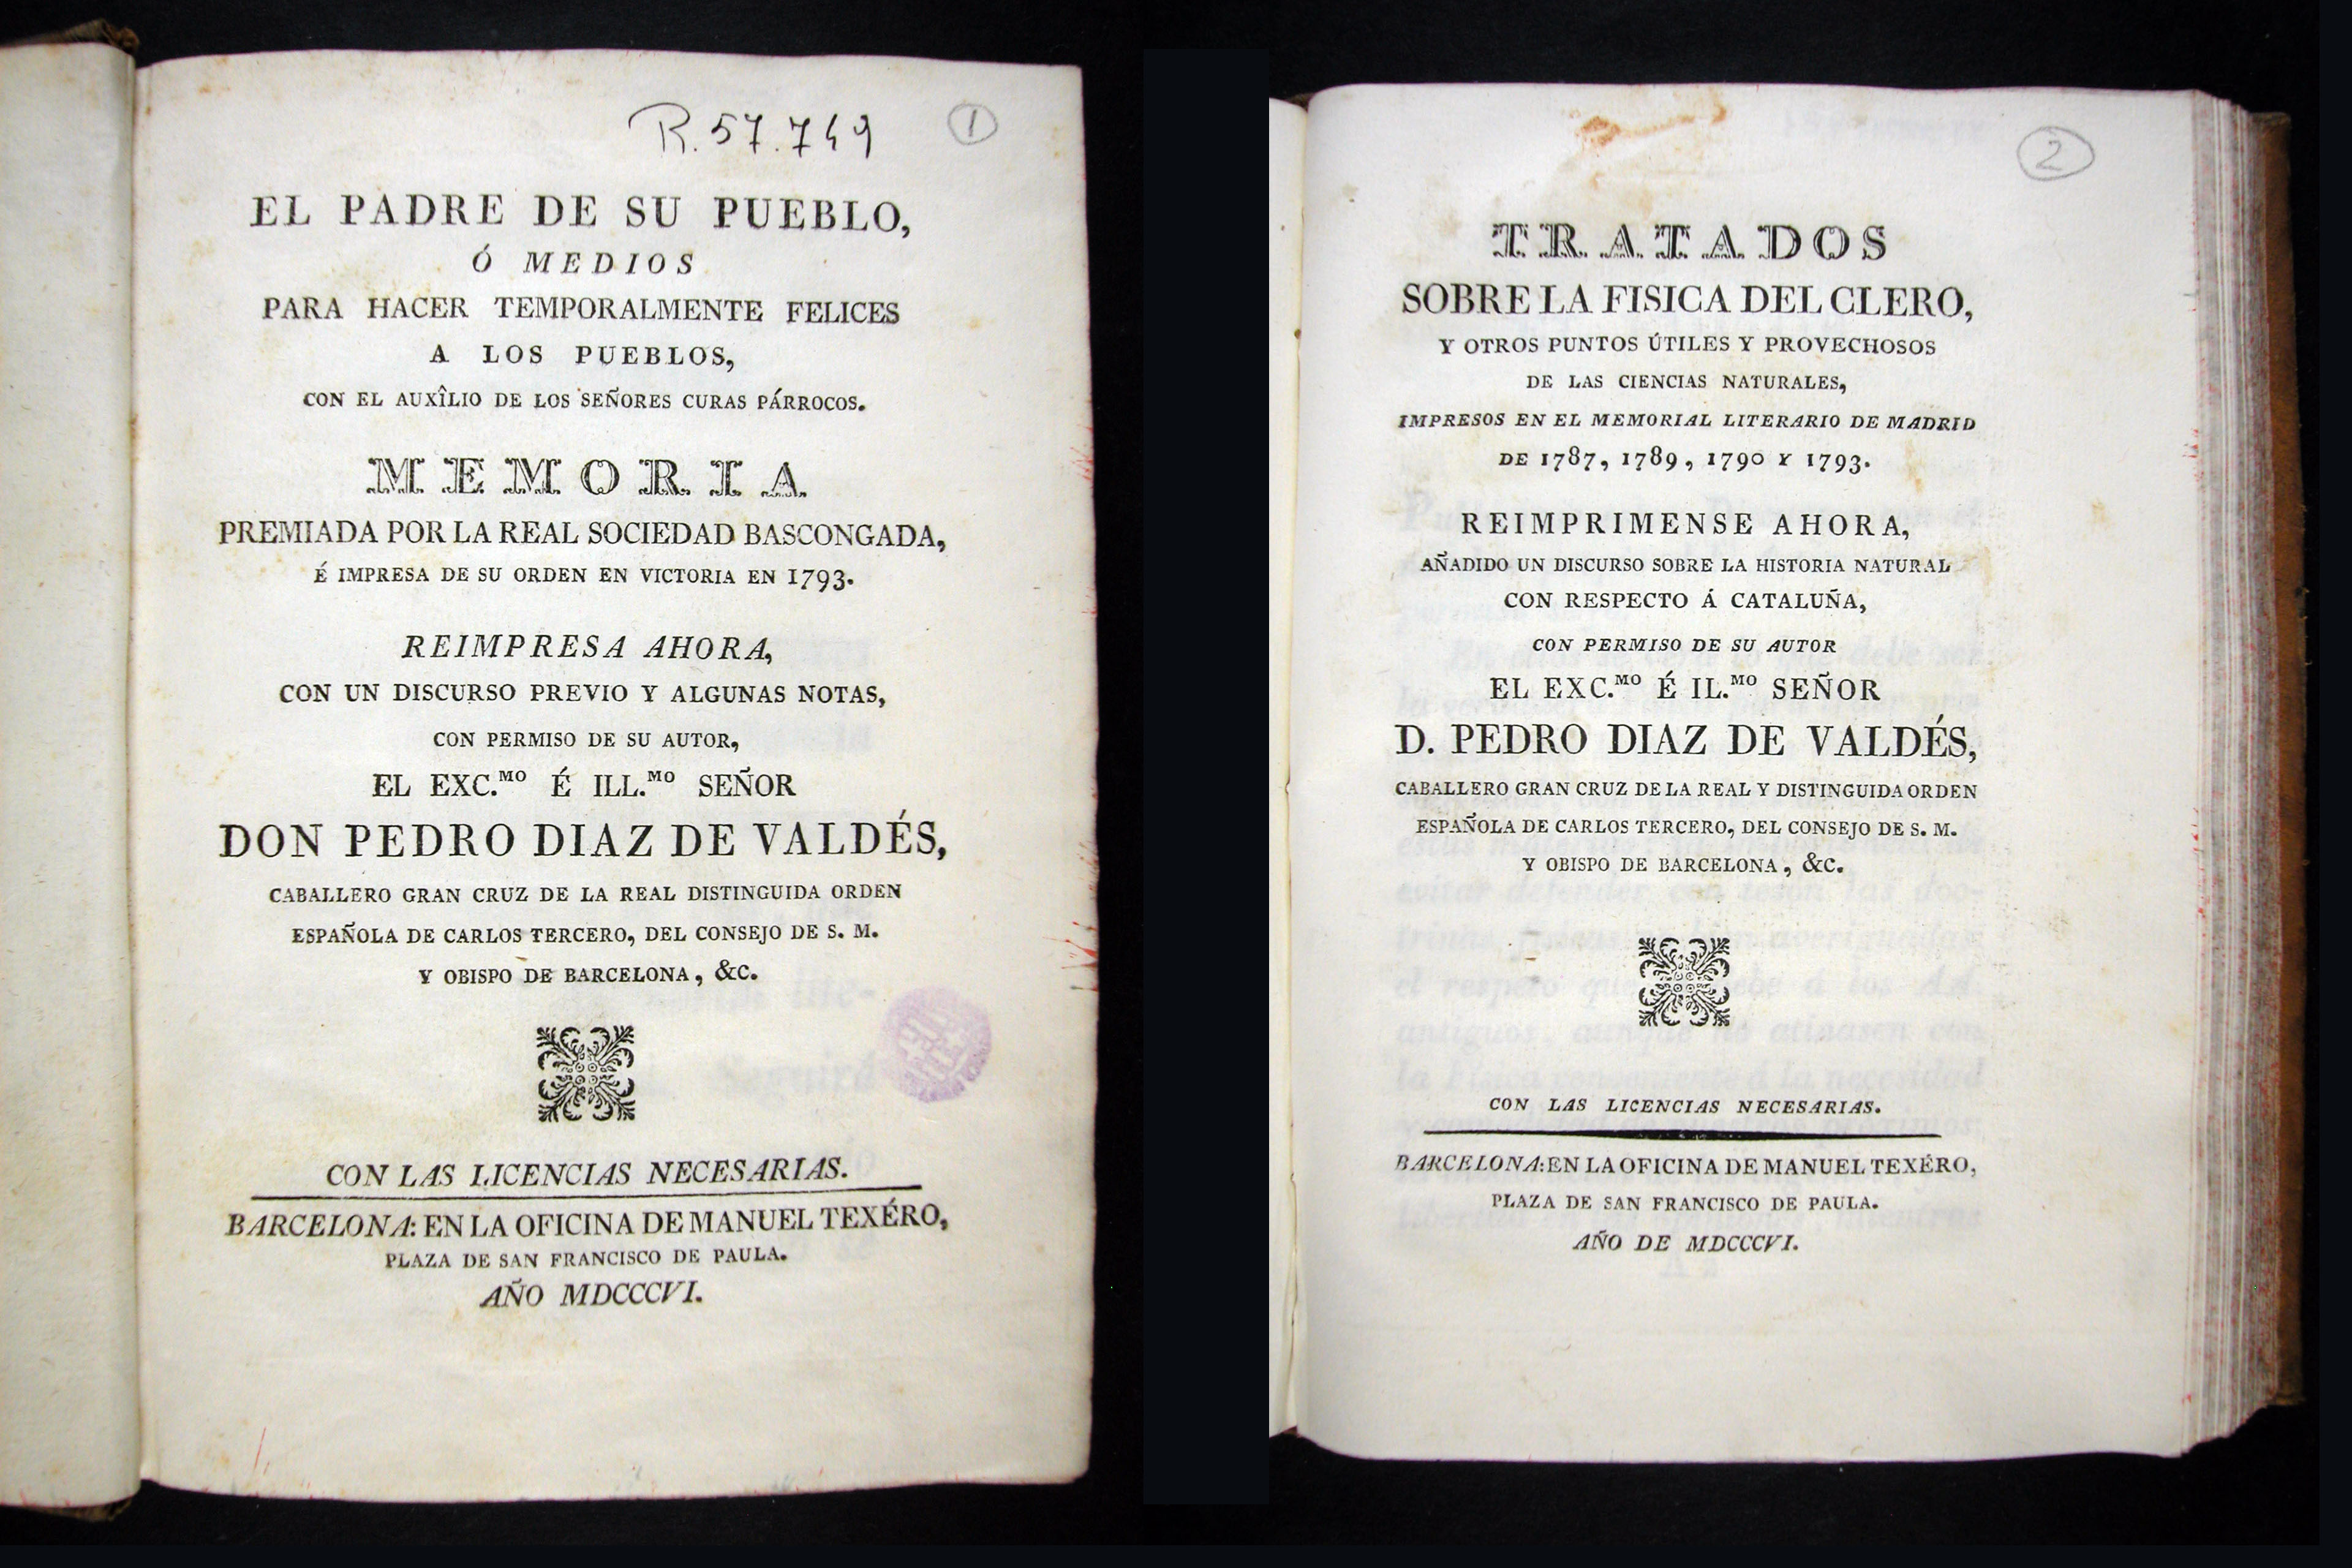 R. 57.749
1
EL PADRE DE SU PUEBLO,
Ó MEDIOS
PARA HACER TEMPORALMENTE FELICES
A LOS PUEBLOS,
CON EL AUXÎLIO DE LOS SEÑORES CURAS PÁRROCOS.
MEMORIA
PREMIADA POR LA REAL SOCIEDAD BASCONGADA,
É IMPRESA DE SU ORDEN EN VICTORIA EN 1793.
REIMPRESA AHORA,
CON UN DISCURSO PREVIO Y ALGUNAS NOTAS,
CON PERMISO DE SU AUTOR,
EL EXC.MO É ILL.MO SEÑOR
DON PEDRO DIAZ DE VALDÉS,
CABALLERO GRAN CRUZ DE LA REAL DISTINGUIDA ORDEN
ESPAÑOLA DE CARLOS TERCERO, DEL CONSEJO DE S. M.
Y OBISPO DE BARCELONA, &C.
CON LAS LICENCIAS NECESARIAS.
BARCELONA: EN LA OFICINA DE MANUEL TEXÉRO,
PLAZA DE SAN FRANCISCO DE PAULA.
AÑO MDCCCVI.
2
TRATADOS
SOBRE LA FISICA DEL CLERO,
Y OTROS PUNTOS ÚTILES Y PROVECHOSOS
DE LAS CIENCIAS NATURALES,
IMPRESOS EN EL MEMORIAL LITERARIO DE MADRID
DE 1787, 1789, 1790 Y 1793.
REIMPRIMENSE AHORA,
AÑADIDO UN DISCURSO SOBRE LA HISTORIA NATURAL
CON RESPECTO Á CATALUÑA,
CON PERMISO DE SU AUTOR
EL EXC.MO É IL.MO SEÑOR
D. PEDRO DIAZ DE VALDÉS,
CABALLERO GRAN CRUZ DE LA REAL Y DISTINGUIDA ORDEN
ESPAÑOLA DE CARLOS TERCERO, DEL CONSEJO DE S. M.
Y OBISPO DE BARCELONA, &C.
CON LAS LICENCIAS NECESARIAS.
BARCELONA: EN LA OFICINA DE MANUEL TEXÉRO,
PLAZA DE SAN FRANCISCO DE PAULA.
AÑO DE MDCCCVI.